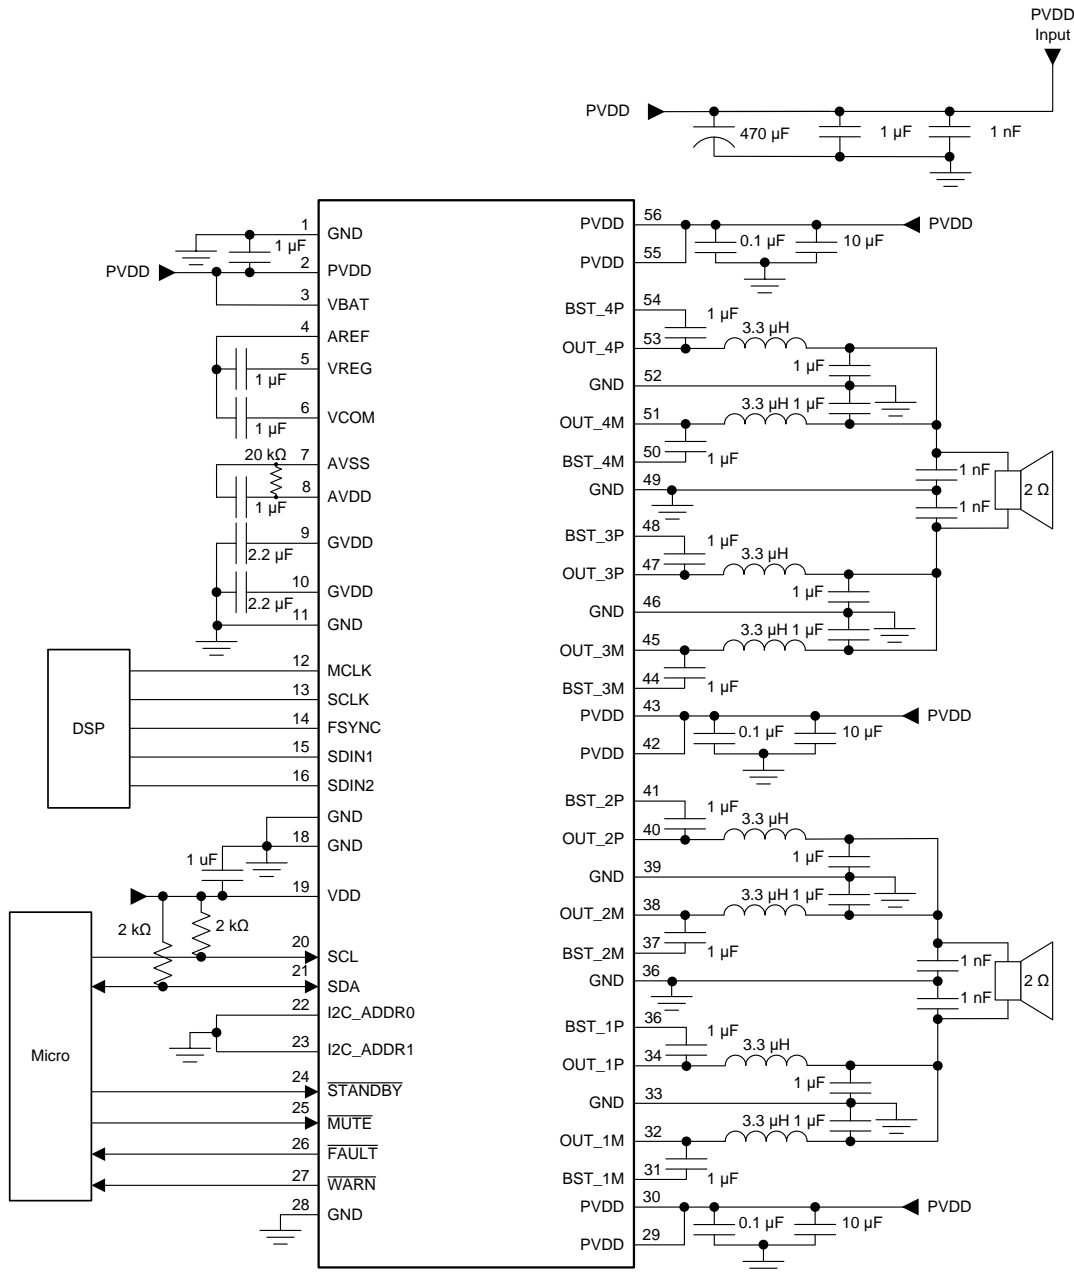 PVDD
Input
PVDD
470 µF
1 µF
1 nF
1
GND
1 µF
2
PVDD
PVDD
3
VBAT
4
AREF
5
VREG
1 µF
6
VCOM
1 µF
7
AVSS
20 kΩ
8
AVDD
1 µF
9
GVDD
2.2 µF
10
GVDD
2.2 µF
11
GND
DSP
12
MCLK
13
SCLK
14
FSYNC
15
SDIN1
16
SDIN2
GND
18
GND
1 uF
19
VDD
2 kΩ
2 kΩ
Micro
20
SCL
21
SDA
22
I2C_ADDR0
23
I2C_ADDR1
24
STANDBY
25
MUTE
26
FAULT
27
WARN
28
GND
PVDD
56
PVDD
0.1 µF
10 µF
PVDD
55
BST_4P
54
1 µF
3.3 µH
OUT_4P
53
1 µF
GND
52
3.3 µH
1 µF
OUT_4M
51
BST_4M
50
1 µF
GND
49
1 nF
2 Ω
1 nF
BST_3P
48
1 µF
3.3 µH
OUT_3P
47
1 µF
GND
46
3.3 µH
1 µF
OUT_3M
45
BST_3M
44
1 µF
PVDD
43
PVDD
0.1 µF
10 µF
PVDD
42
BST_2P
41
1 µF
3.3 µH
OUT_2P
40
1 µF
GND
39
3.3 µH
1 µF
OUT_2M
38
BST_2M
37
1 µF
GND
36
1 nF
2 Ω
1 nF
BST_1P
36
1 µF
3.3 µH
OUT_1P
34
1 µF
GND
33
3.3 µH
1 µF
OUT_1M
32
BST_1M
31
1 µF
PVDD
30
PVDD
0.1 µF
10 µF
PVDD
29